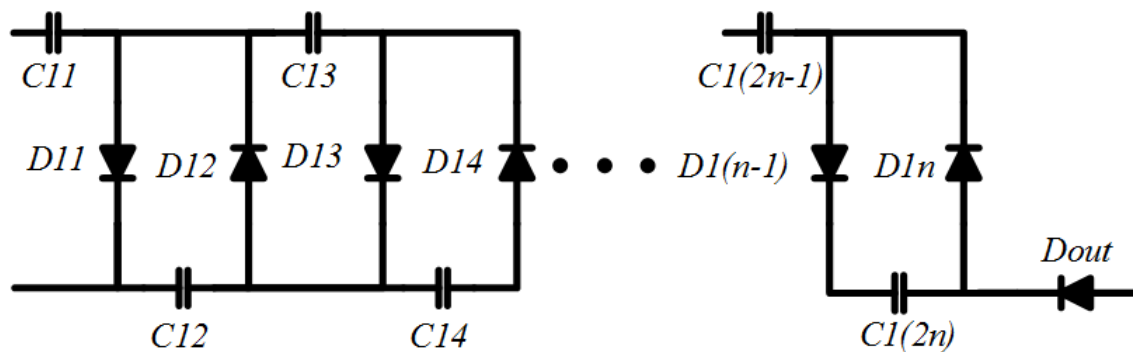 C11
C13
C1(2n-1)
D11
D12
D13
D14
D1(n-1)
D1n
Dout
C12
C14
C1(2n)